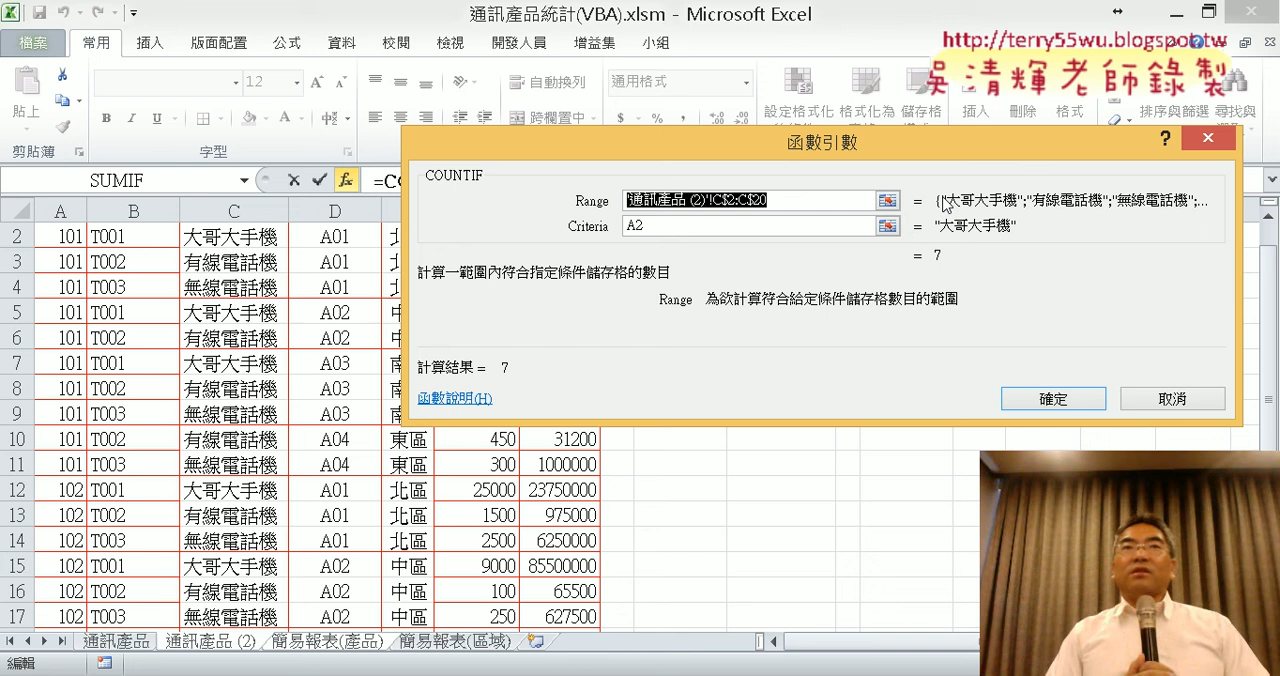 通訊產品統計(VBA).xlsm - Microsoft Excel
檔案 常用 插入 版面配置 公式 資料 校閱 檢視 開發人員 增益集 小組
http://terry55wu.blogspot.tw
吳清輝老師錄製
貼上 12 自動換列 通用格式
B I U 跨欄置中 $ % 設定格式化 格式化為 儲存格 插入 刪除 格式 排序與篩選 尋找與
剪貼簿 字型
函數引數
SUMIF =C
COUNTIF
Range '通訊產品 (2)'!C$2:C$20 = {"大哥大手機";"有線電話機";"無線電話機";...
Criteria A2 = "大哥大手機"
= 7
計算一範圍內符合指定條件儲存格的數目
Range 為欲計算符合給定條件儲存格數目的範圍
計算結果 = 7
函數說明(H) 確定 取消
A B C D
2 101 T001 大哥大手機 A01
3 101 T002 有線電話機 A01
4 101 T003 無線電話機 A01
5 101 T001 大哥大手機 A02
6 101 T002 有線電話機 A02
7 101 T001 大哥大手機 A03
8 101 T002 有線電話機 A03
9 101 T003 無線電話機 A03
10 101 T002 有線電話機 A04 東區 450 31200
11 101 T003 無線電話機 A04 東區 300 1000000
12 102 T001 大哥大手機 A01 北區 25000 23750000
13 102 T002 有線電話機 A01 北區 1500 975000
14 102 T003 無線電話機 A01 北區 2500 6250000
15 102 T001 大哥大手機 A02 中區 9000 85500000
16 102 T002 有線電話機 A02 中區 100 65500
17 102 T003 無線電話機 A02 中區 250 627500
通訊產品 通訊產品 (2) 簡易報表(產品) 簡易報表(區域)
編輯